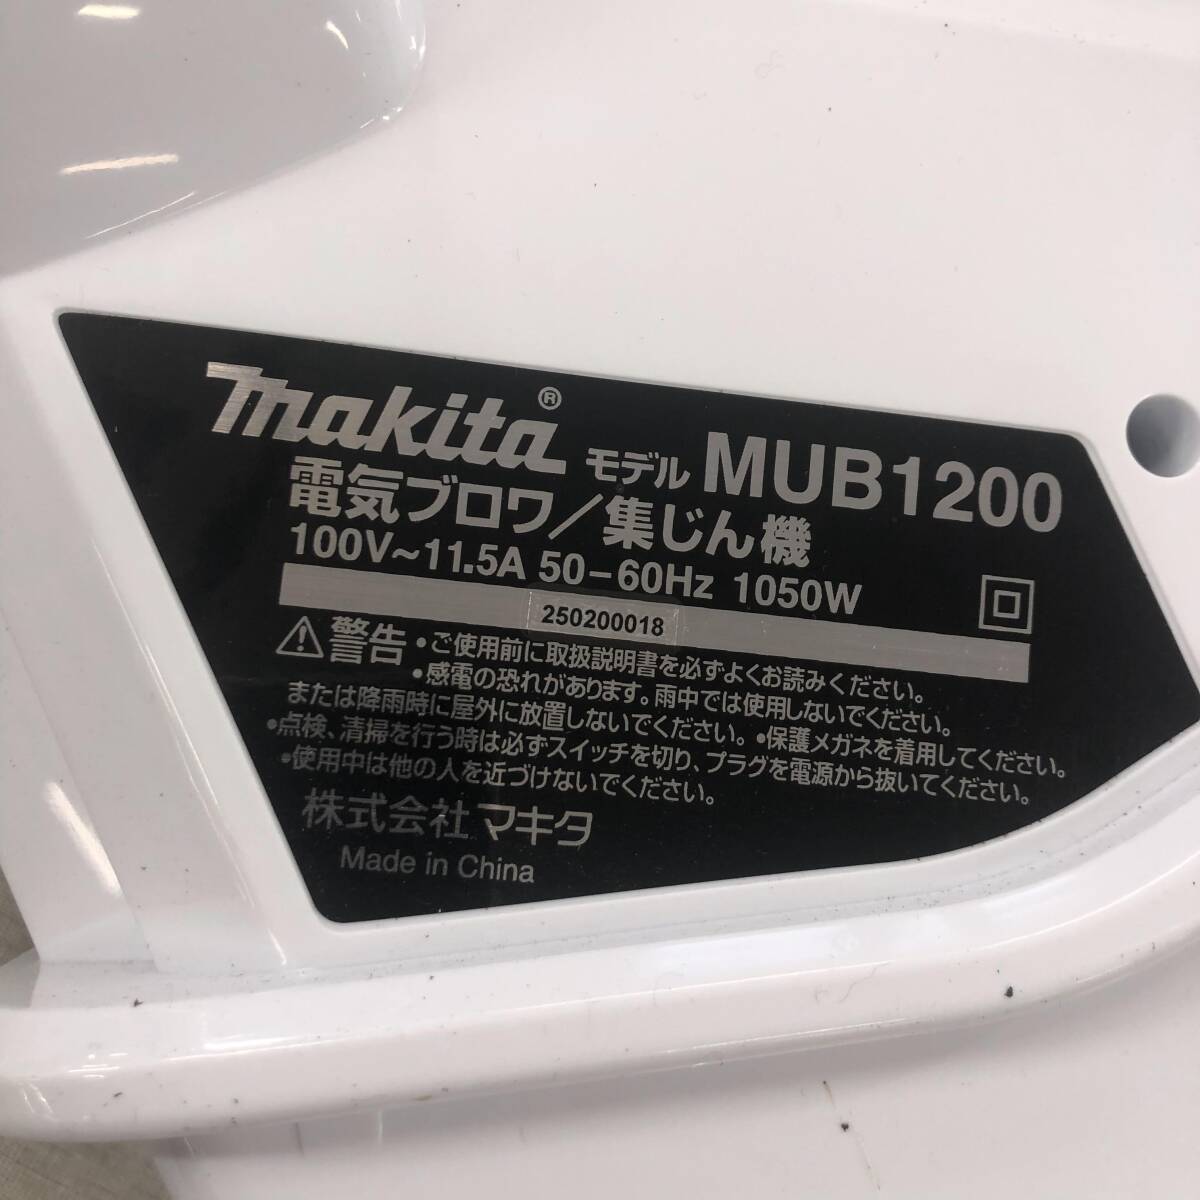 makita®
モデル MUB1200
電気ブロワ／集じん機
100V～11.5A 50-60Hz 1050W
250200018
⚠警告 •ご使用前に取扱説明書を必ずよくお読みください。
•感電の恐れがあります。雨中では使用しないでください。
または降雨時に屋外に放置しないでください。•保護メガネを着用してください。
•点検、清掃を行う時は必ずスイッチを切り、プラグを電源から抜いてください。
•使用中は他の人を近づけないでください。
株式会社 マキタ
Made in China